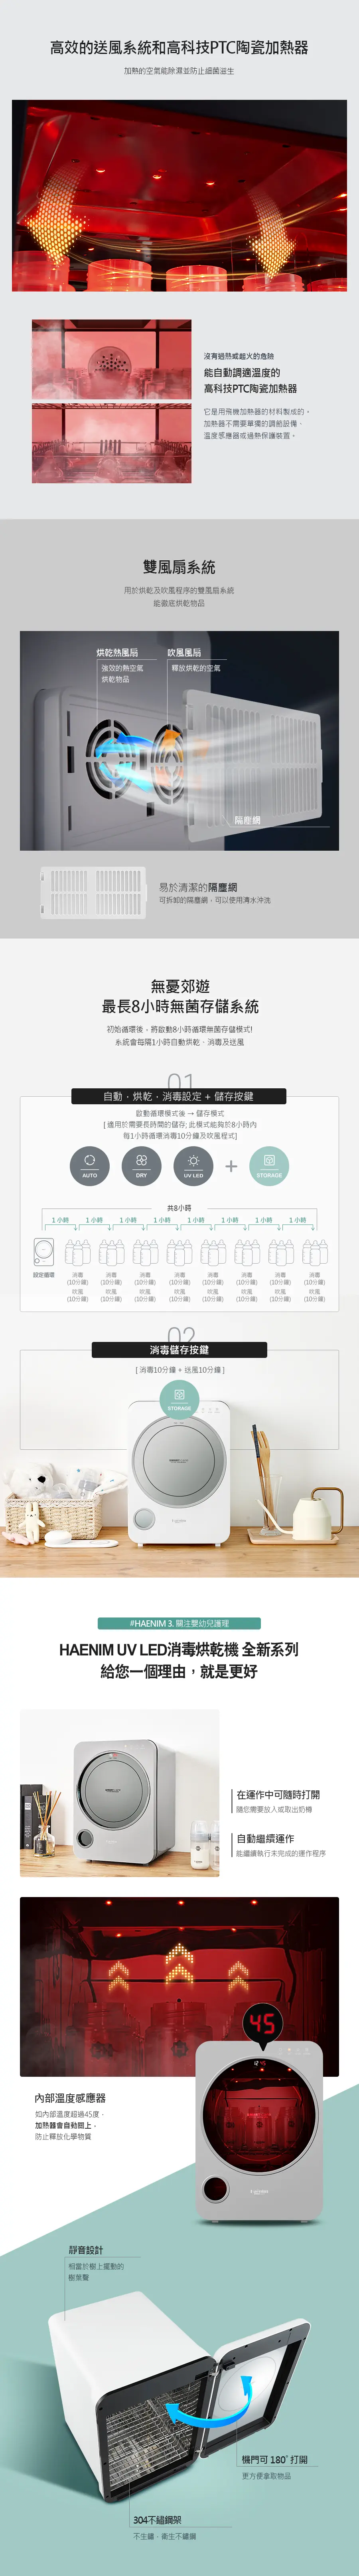 高效的送風系統和高科技PTC陶瓷加熱器
加熱的空氣能除濕並防止細菌滋生
沒有過熱或起火的危險
能自動調適溫度的
高科技PTC陶瓷加熱器
它是用飛機加熱器的材料製成的。
加熱器不需要單獨的調節設備、
溫度感應器或過熱保護裝置。
雙風扇系統
用於烘乾及吹風程序的雙風扇系統
能徹底烘乾物品
烘乾熱風扇
強效的熱空氣
烘乾物品
吹風風扇
釋放烘乾的空氣
隔塵網
易於清潔的隔塵網
可拆卸的隔塵網，可以使用清水沖洗
無憂郊遊
最長8小時無菌存儲系統
初始循環後，將啟動8小時循環無菌存儲模式!
系統會每隔1小時自動烘乾、消毒及送風
01
自動，烘乾，消毒設定 + 儲存按鍵
啟動循環模式後 → 儲存模式
[ 適用於需要長時間的儲存; 此模式能夠於8小時內
每1小時循環消毒10分鐘及吹風程式]
AUTO DRY UV LED + STORAGE
共8小時
1 小時 1 小時 1 小時 1 小時 1 小時 1 小時 1 小時 1 小時
設定循環 消毒 消毒 消毒 消毒 消毒 消毒 消毒 消毒
(10分鐘) (10分鐘) (10分鐘) (10分鐘) (10分鐘) (10分鐘) (10分鐘) (10分鐘)
吹風 吹風 吹風 吹風 吹風 吹風 吹風 吹風
(10分鐘) (10分鐘) (10分鐘) (10分鐘) (10分鐘) (10分鐘) (10分鐘) (10分鐘)
02
消毒儲存按鍵
[ 消毒10分鐘 + 送風10分鐘 ]
STORAGE
#HAENIM 3. 關注嬰幼兒護理
HAENIM UV LED消毒烘乾機 全新系列
給您一個理由，就是更好
在運作中可隨時打開
隨您需要放入或取出奶樽
自動繼續運作
能繼續執行未完成的運作程序
45
內部溫度感應器
如內部溫度超過45度，
加熱器會自動關上，
防止釋放化學物質
靜音設計
相當於樹上擺動的
樹葉聲
機門可 180° 打開
更方便拿取物品
304不鏽鋼架
不生鏽、衛生不鏽鋼